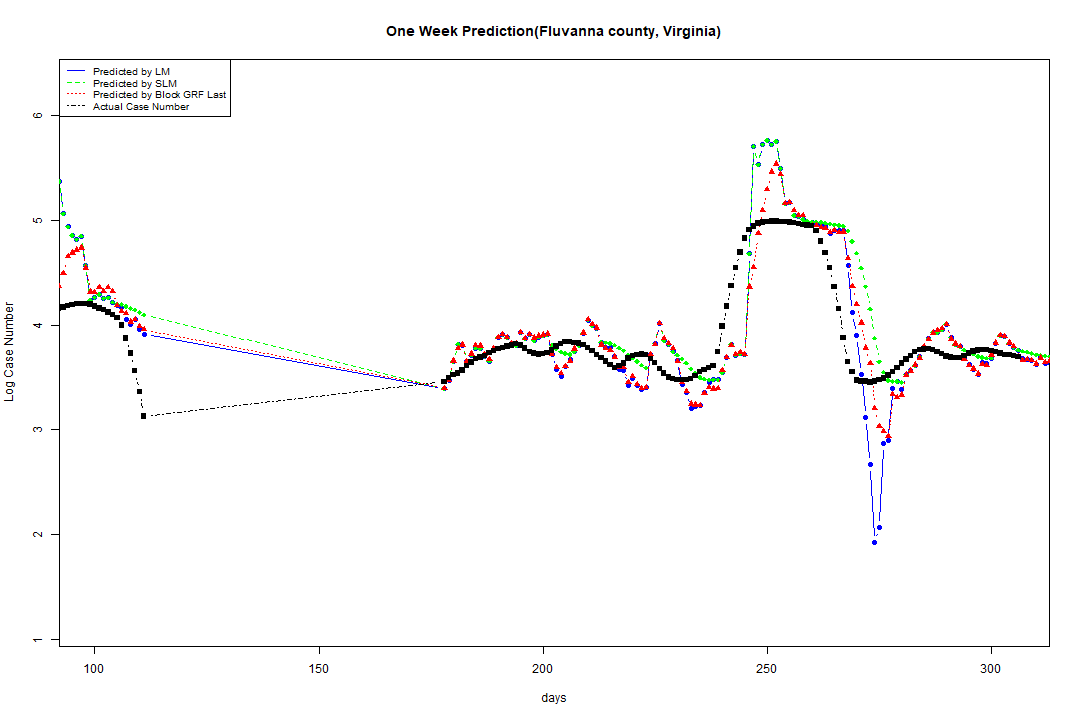 One Week Prediction(Fluvanna county, Virginia)
Predicted by LM
Predicted by SLM
Predicted by Block GRF Last
Actual Case Number
6
5
4
3
2
1
Log Case Number
100 150 200 250 300
days